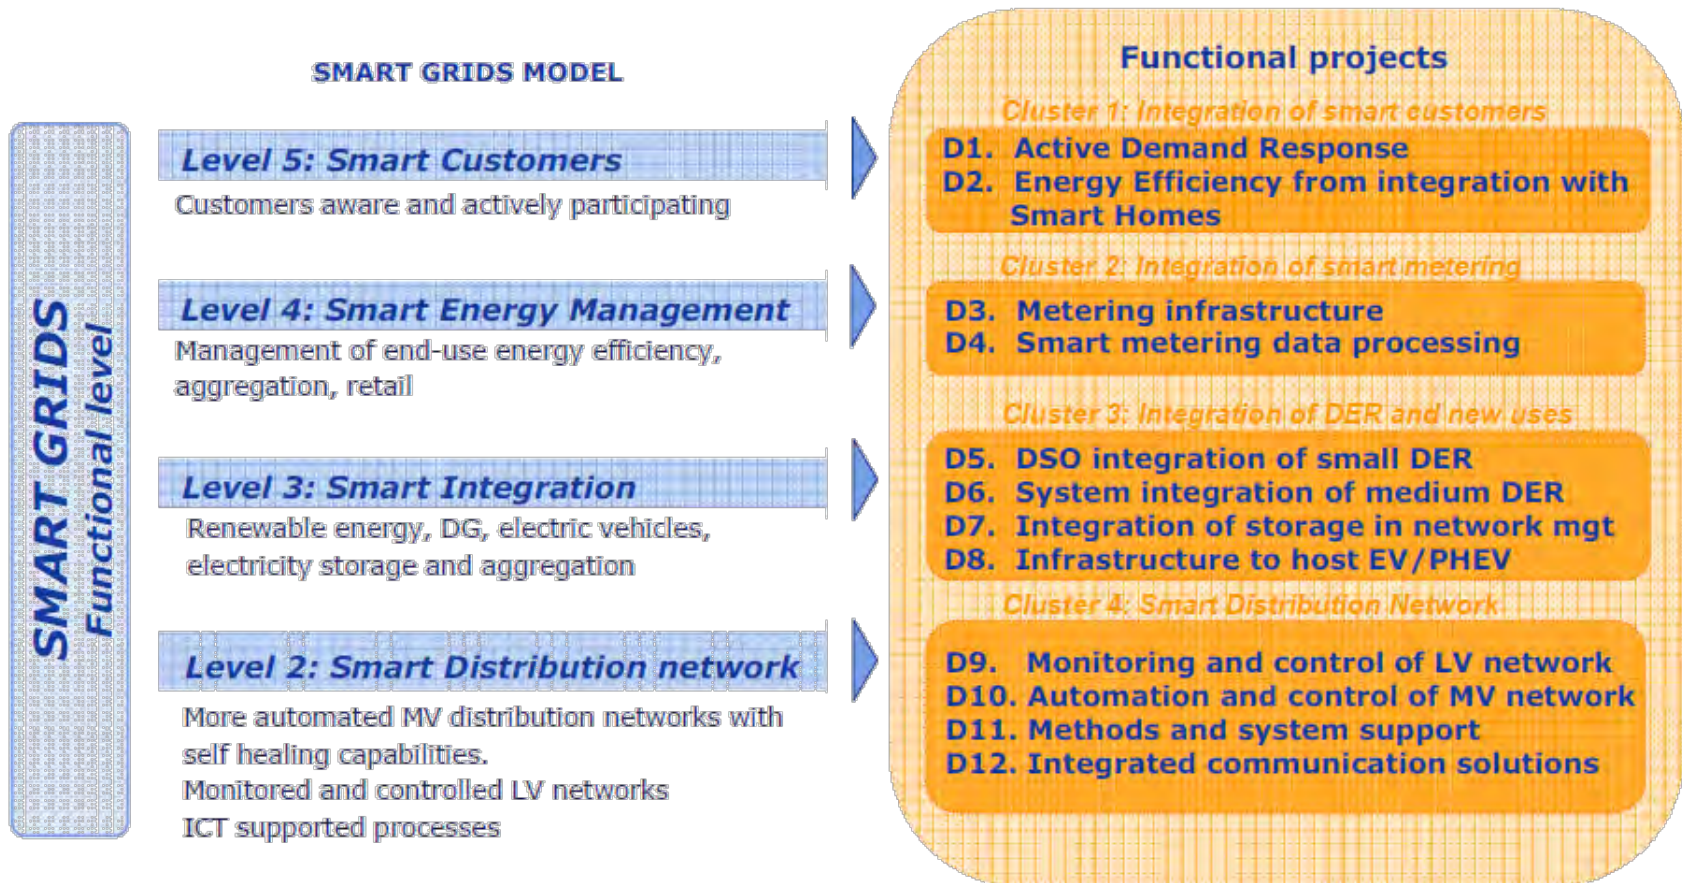 SMART GRIDS
Functional level
SMART GRIDS MODEL
Level 5: Smart Customers
Customers aware and actively participating
Level 4: Smart Energy Management
Management of end-use energy efficiency,
aggregation, retail
Level 3: Smart Integration
Renewable energy, DG, electric vehicles,
electricity storage and aggregation
Level 2: Smart Distribution network
More automated MV distribution networks with
self healing capabilities.
Monitored and controlled LV networks
ICT supported processes
Functional projects
Cluster 1: Integration of smart customers
D1. Active Demand Response
D2. Energy Efficiency from integration with
Smart Homes
Cluster 2: Integration of smart metering
D3. Metering infrastructure
D4. Smart metering data processing
Cluster 3: Integration of DER and new uses
D5. DSO integration of small DER
D6. System integration of medium DER
D7. Integration of storage in network mgt
D8. Infrastructure to host EV/PHEV
Cluster 4: Smart Distribution Network
D9. Monitoring and control of LV network
D10. Automation and control of MV network
D11. Methods and system support
D12. Integrated communication solutions